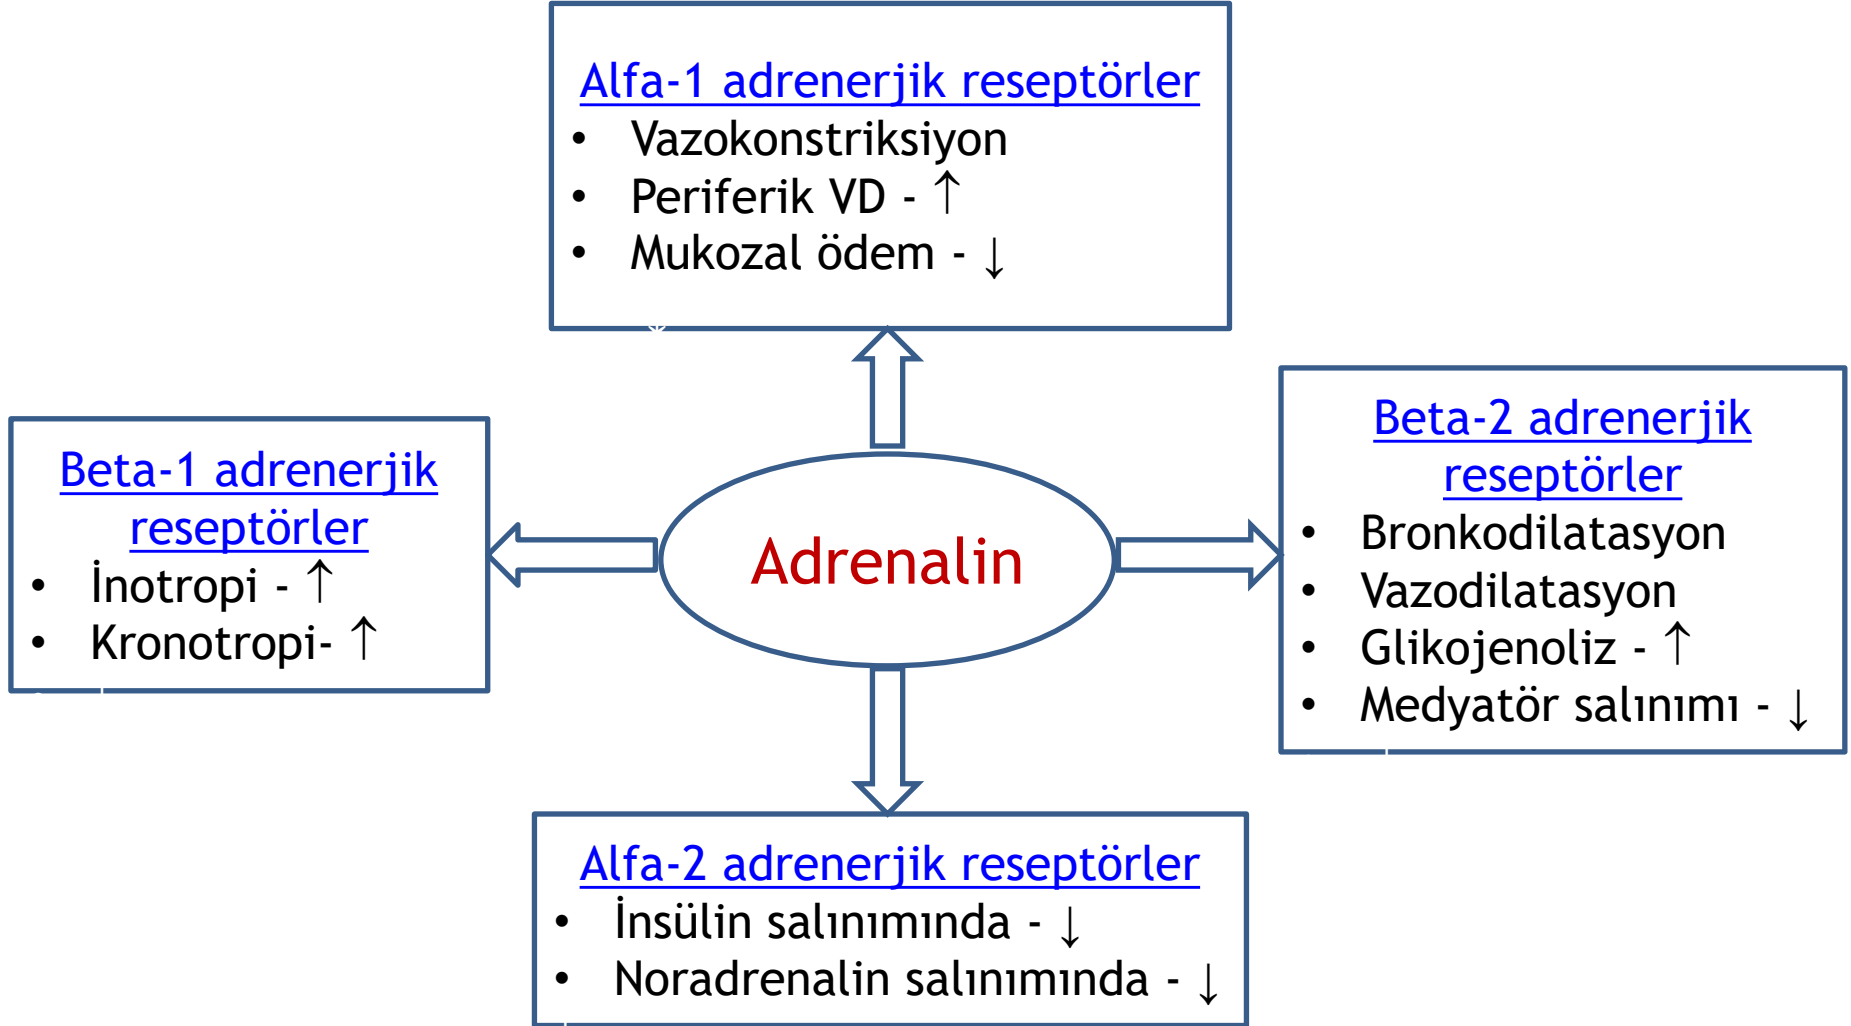 Alfa-1 adrenerjik reseptörler
• Vazokonstriksiyon
• Periferik VD - ↑
• Mukozal ödem - ↓
Beta-1 adrenerjik
reseptörler
• İnotropi - ↑
• Kronotropi- ↑
Adrenalin
Beta-2 adrenerjik
reseptörler
• Bronkodilatasyon
• Vazodilatasyon
• Glikojenoliz - ↑
• Medyatör salınımı - ↓
Alfa-2 adrenerjik reseptörler
• İnsülin salınımında - ↓
• Noradrenalin salınımında - ↓